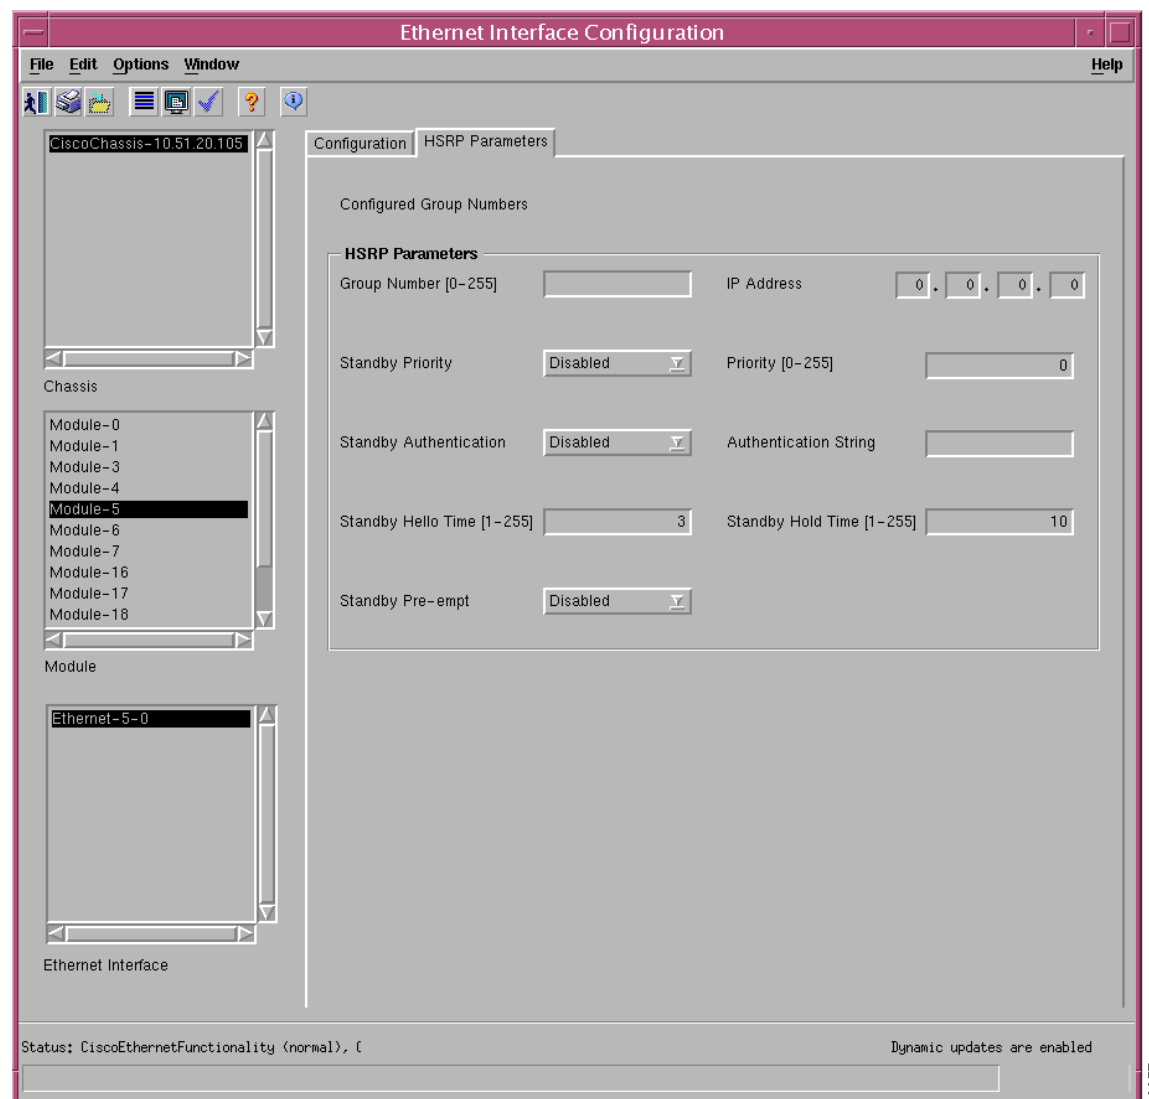 Ethernet Interface Configuration
File Edit Options Window Help
CiscoChassis-10.51.20.105
Chassis
Module-0
Module-1
Module-3
Module-4
Module-5
Module-6
Module-7
Module-16
Module-17
Module-18
Module
Ethernet-5-0
Ethernet Interface
Configuration HSRP Parameters
Configured Group Numbers
HSRP Parameters
Group Number [0-255] IP Address 0 . 0 . 0 . 0
Standby Priority Disabled Priority [0-255] 0
Standby Authentication Disabled Authentication String
Standby Hello Time [1-255] 3 Standby Hold Time [1-255] 10
Standby Pre-empt Disabled
Status: CiscoEthernetFunctionality (normal), ( Dynamic updates are enabled